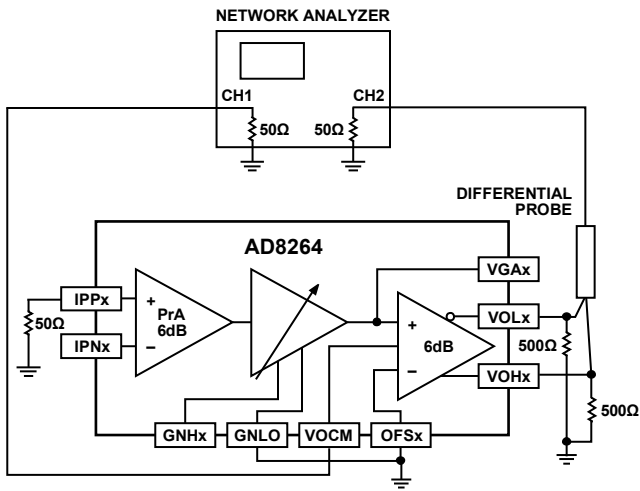 NETWORK ANALYZER
CH1
CH2
50Ω
50Ω
DIFFERENTIAL
PROBE
AD8264
VGAx
IPPx
+
PrA
6dB
–
50Ω
IPNx
+
6dB
–
VOLx
500Ω
VOHx
500Ω
GNHx
GNLO
VOCM
OFSx